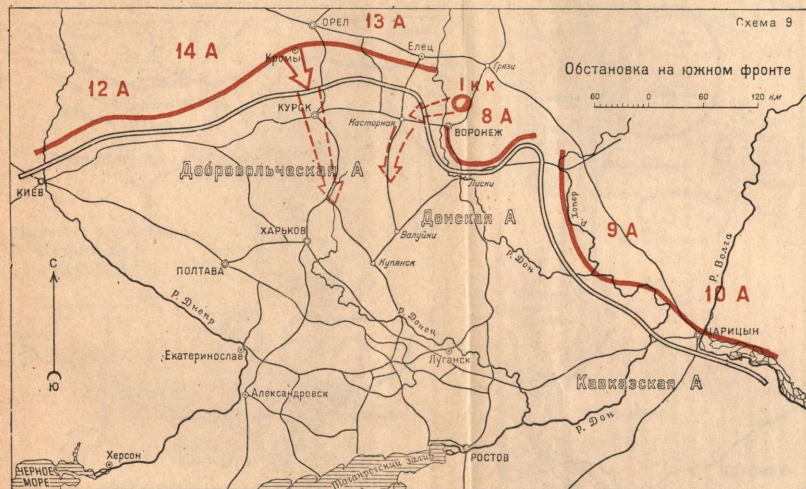 Схема 9
Обстановка на южном фронте
60 0 60 120 км
13 А
14 А
12 А
ОРЕЛ
Кромы
Елец
Грязи
1кк
8 А
КУРСК
Касторная
ВОРОНЕЖ
КИЕВ
Добровольческая А
Лиски
Донская А
р. Хопер
9 А
р. Волга
ХАРЬКОВ
Валуйки
ПОЛТАВА
Купянск
р. Дон
10 А
С
р. Днепр
р. Донец
ЦАРИЦЫН
Екатеринослав
Луганск
Кавказская А
Ю
Александровск
р. Дон
Херсон
ЧЕРНОЕ
МОРЕ
Таганрогский залив
РОСТОВ